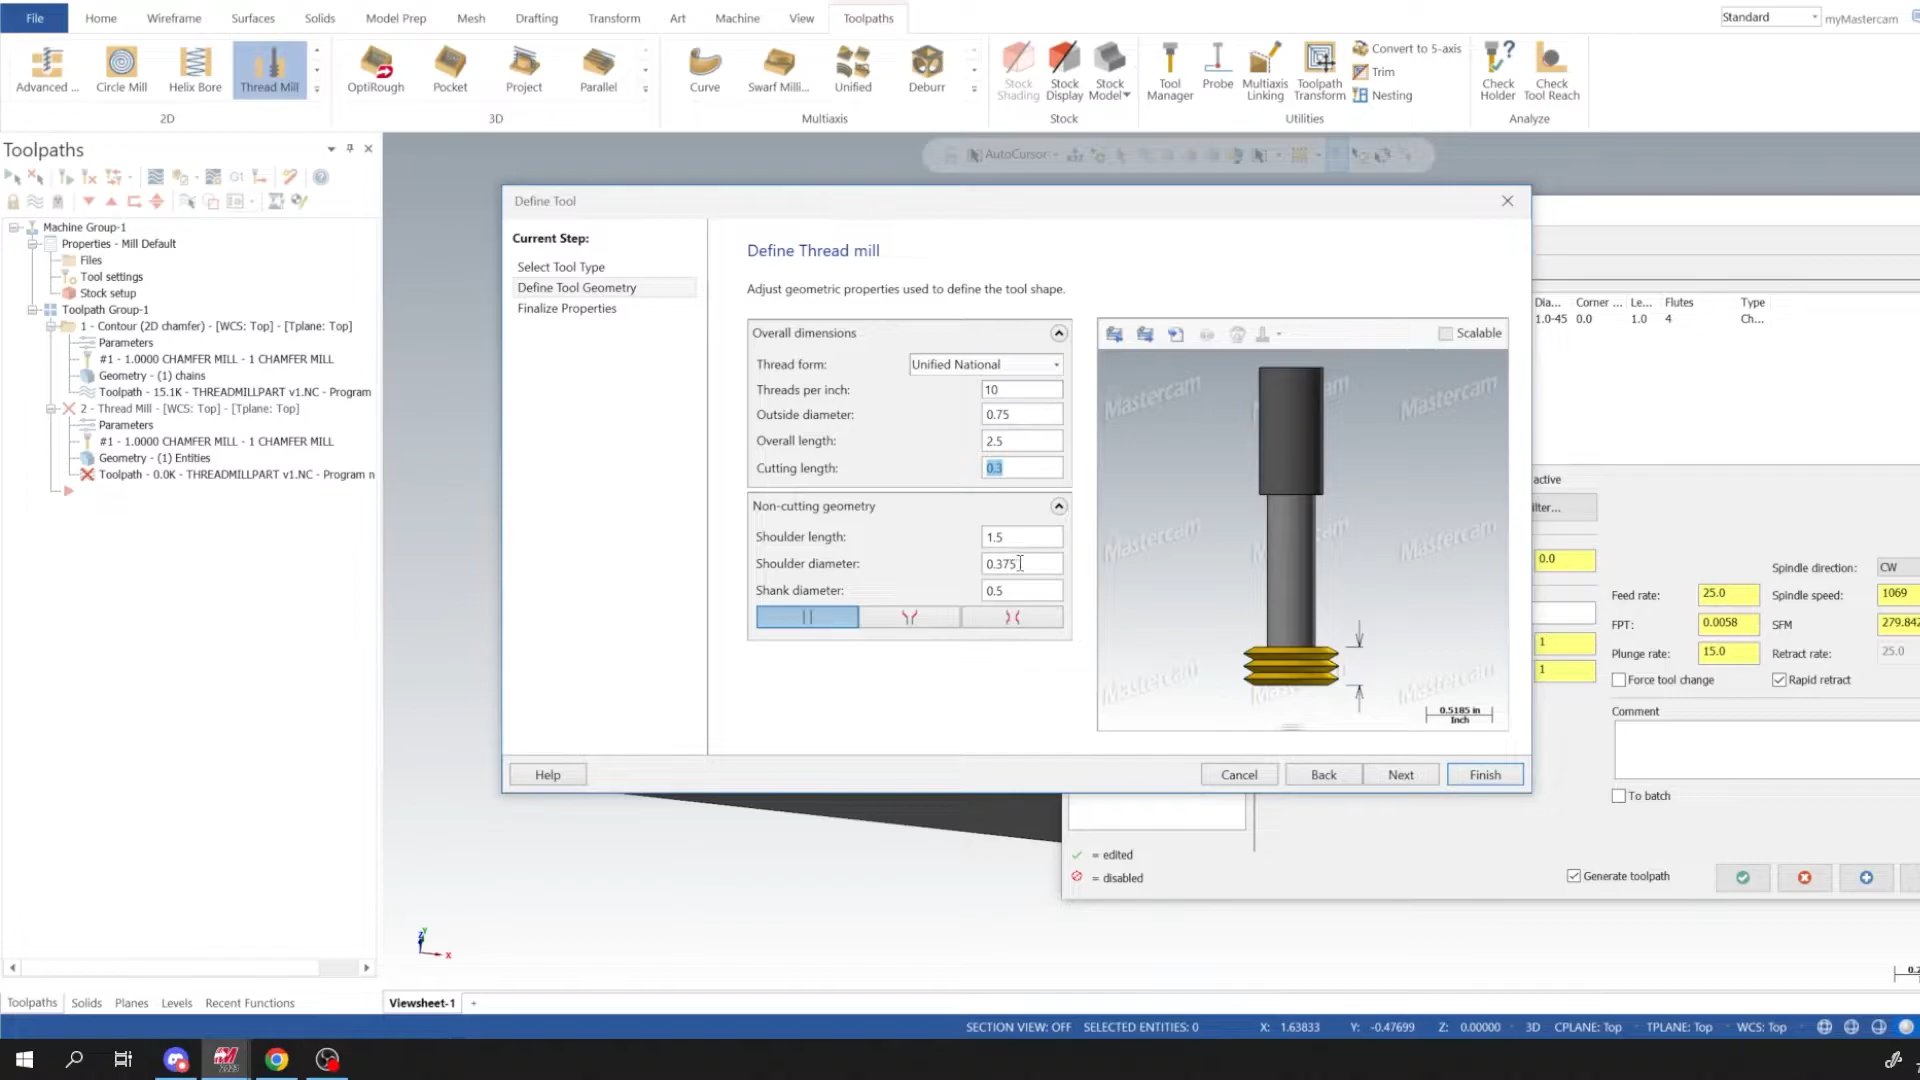 File Home Wireframe Surfaces Solids Model Prep Mesh Drafting Transform Art Machine View Toolpaths Standard myMastercam
Advanced ... Circle Mill Helix Bore Thread Mill OptiRough Pocket Project Parallel Curve Swarf Milli... Unified Deburr
Stock Shading Stock Display Stock Model Tool Manager Probe Multiaxis Linking Toolpath Transform
Convert to 5-axis
Trim
Nesting
Check Holder Check Tool Reach
2D 3D Multiaxis Stock Utilities Analyze
Toolpaths
AutoCursor
G1
Machine Group-1
Properties - Mill Default
Files
Tool settings
Stock setup
Toolpath Group-1
1 - Contour (2D chamfer) - [WCS: Top] - [Tplane: Top]
Parameters
#1 - 1.0000 CHAMFER MILL - 1 CHAMFER MILL
Geometry - (1) chains
Toolpath - 15.1K - THREADMILLPART v1.NC - Program
2 - Thread Mill - [WCS: Top] - [Tplane: Top]
Parameters
#1 - 1.0000 CHAMFER MILL - 1 CHAMFER MILL
Geometry - (1) Entities
Toolpath - 0.0K - THREADMILLPART v1.NC - Program n
Define Tool
Current Step:
Select Tool Type
Define Tool Geometry
Finalize Properties
Define Thread mill
Adjust geometric properties used to define the tool shape.
Overall dimensions
Thread form: Unified National
Threads per inch: 10
Outside diameter: 0.75
Overall length: 2.5
Cutting length: 0.3
Non-cutting geometry
Shoulder length: 1.5
Shoulder diameter: 0.375
Shank diameter: 0.5
Scalable
Mastercam
Mastercam
Mastercam
Mastercam
Mastercam
Mastercam
0.5185 in
Inch
Help Cancel Back Next Finish
Dia... Corner ... Le... Flutes Type
1.0-45 0.0 1.0 4 Ch...
active
ilter...
0.0
Spindle direction: CW
Feed rate: 25.0 Spindle speed: 1069
FPT: 0.0058 SFM 279.842
1
Plunge rate: 15.0 Retract rate: 25.0
1
Force tool change Rapid retract
Comment
To batch
= edited
= disabled
Generate toolpath
Y
Z
X
Toolpaths Solids Planes Levels Recent Functions
Viewsheet-1 +
SECTION VIEW: OFF SELECTED ENTITIES: 0 X: 1.63833 Y: -0.47699 Z: 0.00000 3D CPLANE: Top TPLANE: Top WCS: Top